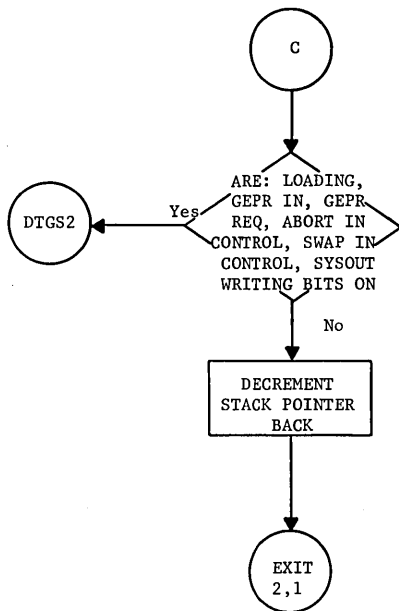 C
ARE: LOADING,
GEPR IN, GEPR
REQ, ABORT IN
CONTROL, SWAP IN
CONTROL, SYSOUT
WRITING BITS ON
Yes
DTGS2
No
DECREMENT
STACK POINTER
BACK
EXIT
2,1